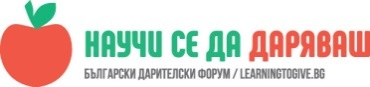 НАУЧИ СЕ ДА ДАРЯВАШ
БЪЛГАРСКИ ДАРИТЕЛСКИ ФОРУМ / LEARNINGTOGIVE.BG